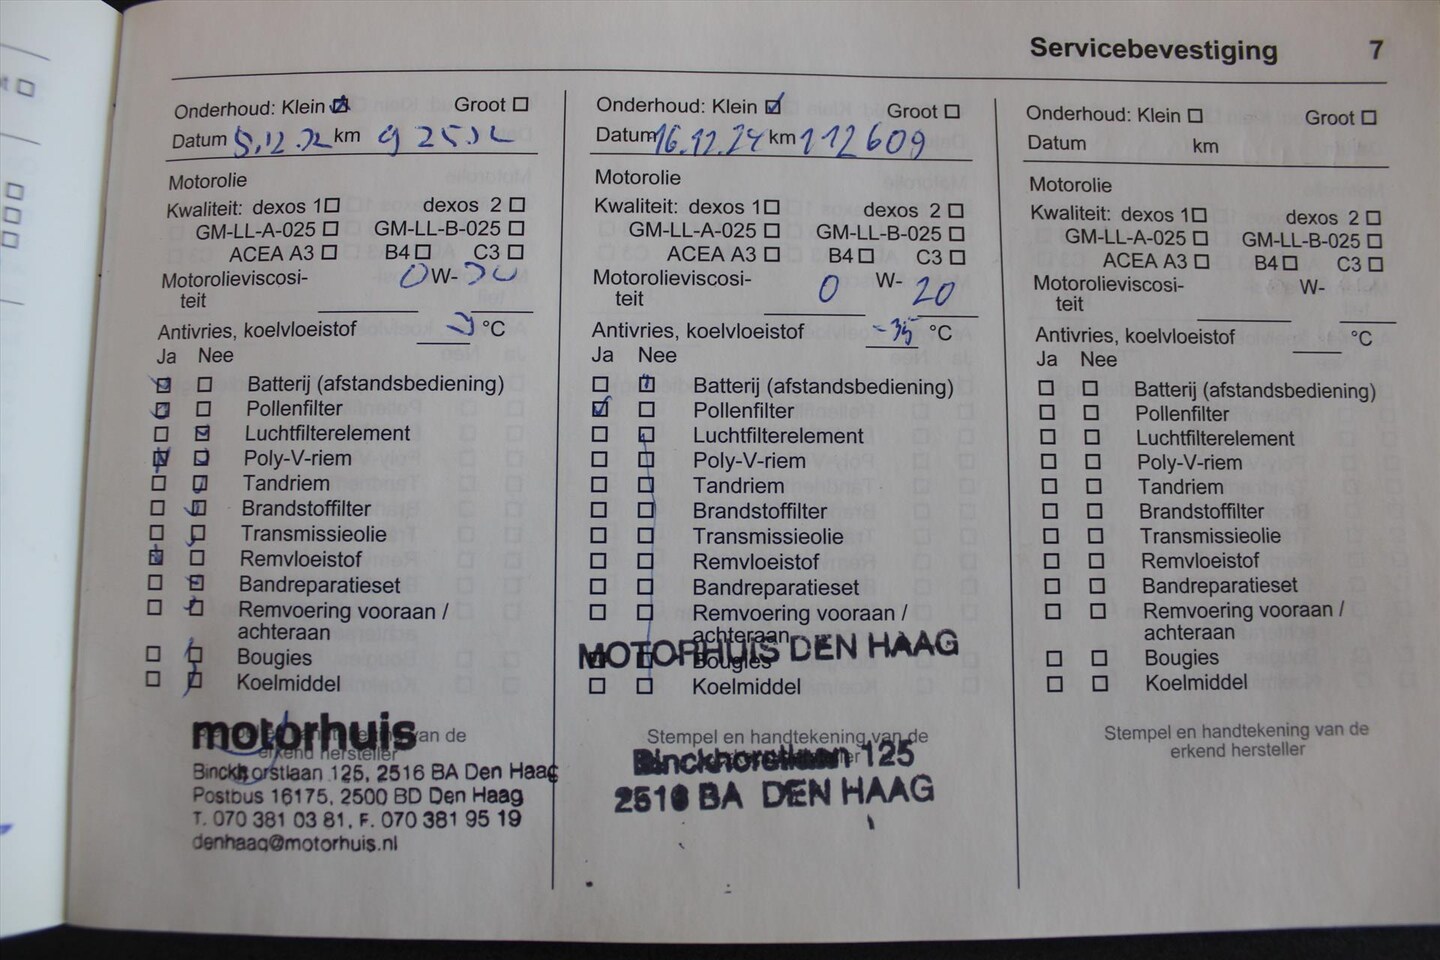 Servicebevestiging 7
Onderhoud: Klein Groot
Datum 5.12.22 km
Motorolie
Kwaliteit: dexos 1 dexos 2
GM-LL-A-025 GM-LL-B-025
ACEA A3 B4 C3
Motorolieviscosi- 0 W-
teit
Antivries, koelvloeistof °C
Ja Nee
Batterij (afstandsbediening)
Pollenfilter
Luchtfilterelement
Poly-V-riem
Tandriem
Brandstoffilter
Transmissieolie
Remvloeistof
Bandreparatieset
Remvoering vooraan /
achteraan
Bougies
Koelmiddel
motorhuis
van de
erkend hersteller
Binckhorstlaan 125, 2516 BA Den Haag
Postbus 16175, 2500 BD Den Haag
T. 070 381 03 81, F. 070 381 95 19
denhaag@motorhuis.nl
Onderhoud: Klein Groot
Datum 16.12.24 km 112609
Motorolie
Kwaliteit: dexos 1 dexos 2
GM-LL-A-025 GM-LL-B-025
ACEA A3 B4 C3
Motorolieviscosi- W-
teit 0 20
Antivries, koelvloeistof -35 °C
Ja Nee
Batterij (afstandsbediening)
Pollenfilter
Luchtfilterelement
Poly-V-riem
Tandriem
Brandstoffilter
Transmissieolie
Remvloeistof
Bandreparatieset
Remvoering vooraan /
achteraan
MOTORHUIS DEN HAAG
Bougies
Koelmiddel
Stempel en handtekening van de
Binckhorstlaan 125
2516 BA DEN HAAG
Onderhoud: Klein Groot
Datum km
Motorolie
Kwaliteit: dexos 1 dexos 2
GM-LL-A-025 GM-LL-B-025
ACEA A3 B4 C3
Motorolieviscosi- W-
teit
Antivries, koelvloeistof °C
Ja Nee
Batterij (afstandsbediening)
Pollenfilter
Luchtfilterelement
Poly-V-riem
Tandriem
Brandstoffilter
Transmissieolie
Remvloeistof
Bandreparatieset
Remvoering vooraan /
achteraan
Bougies
Koelmiddel
Stempel en handtekening van de
erkend hersteller